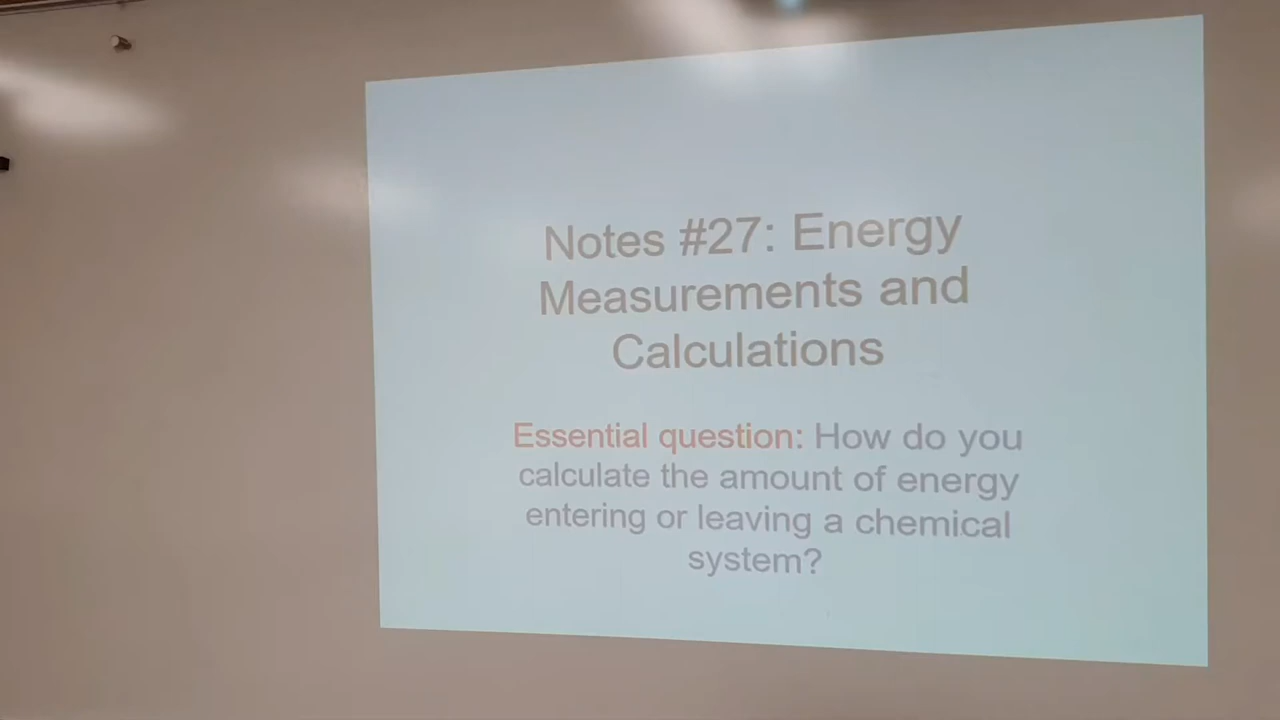 Notes #27: Energy
Measurements and
Calculations
Essential question: How do you
calculate the amount of energy
entering or leaving a chemical
system?